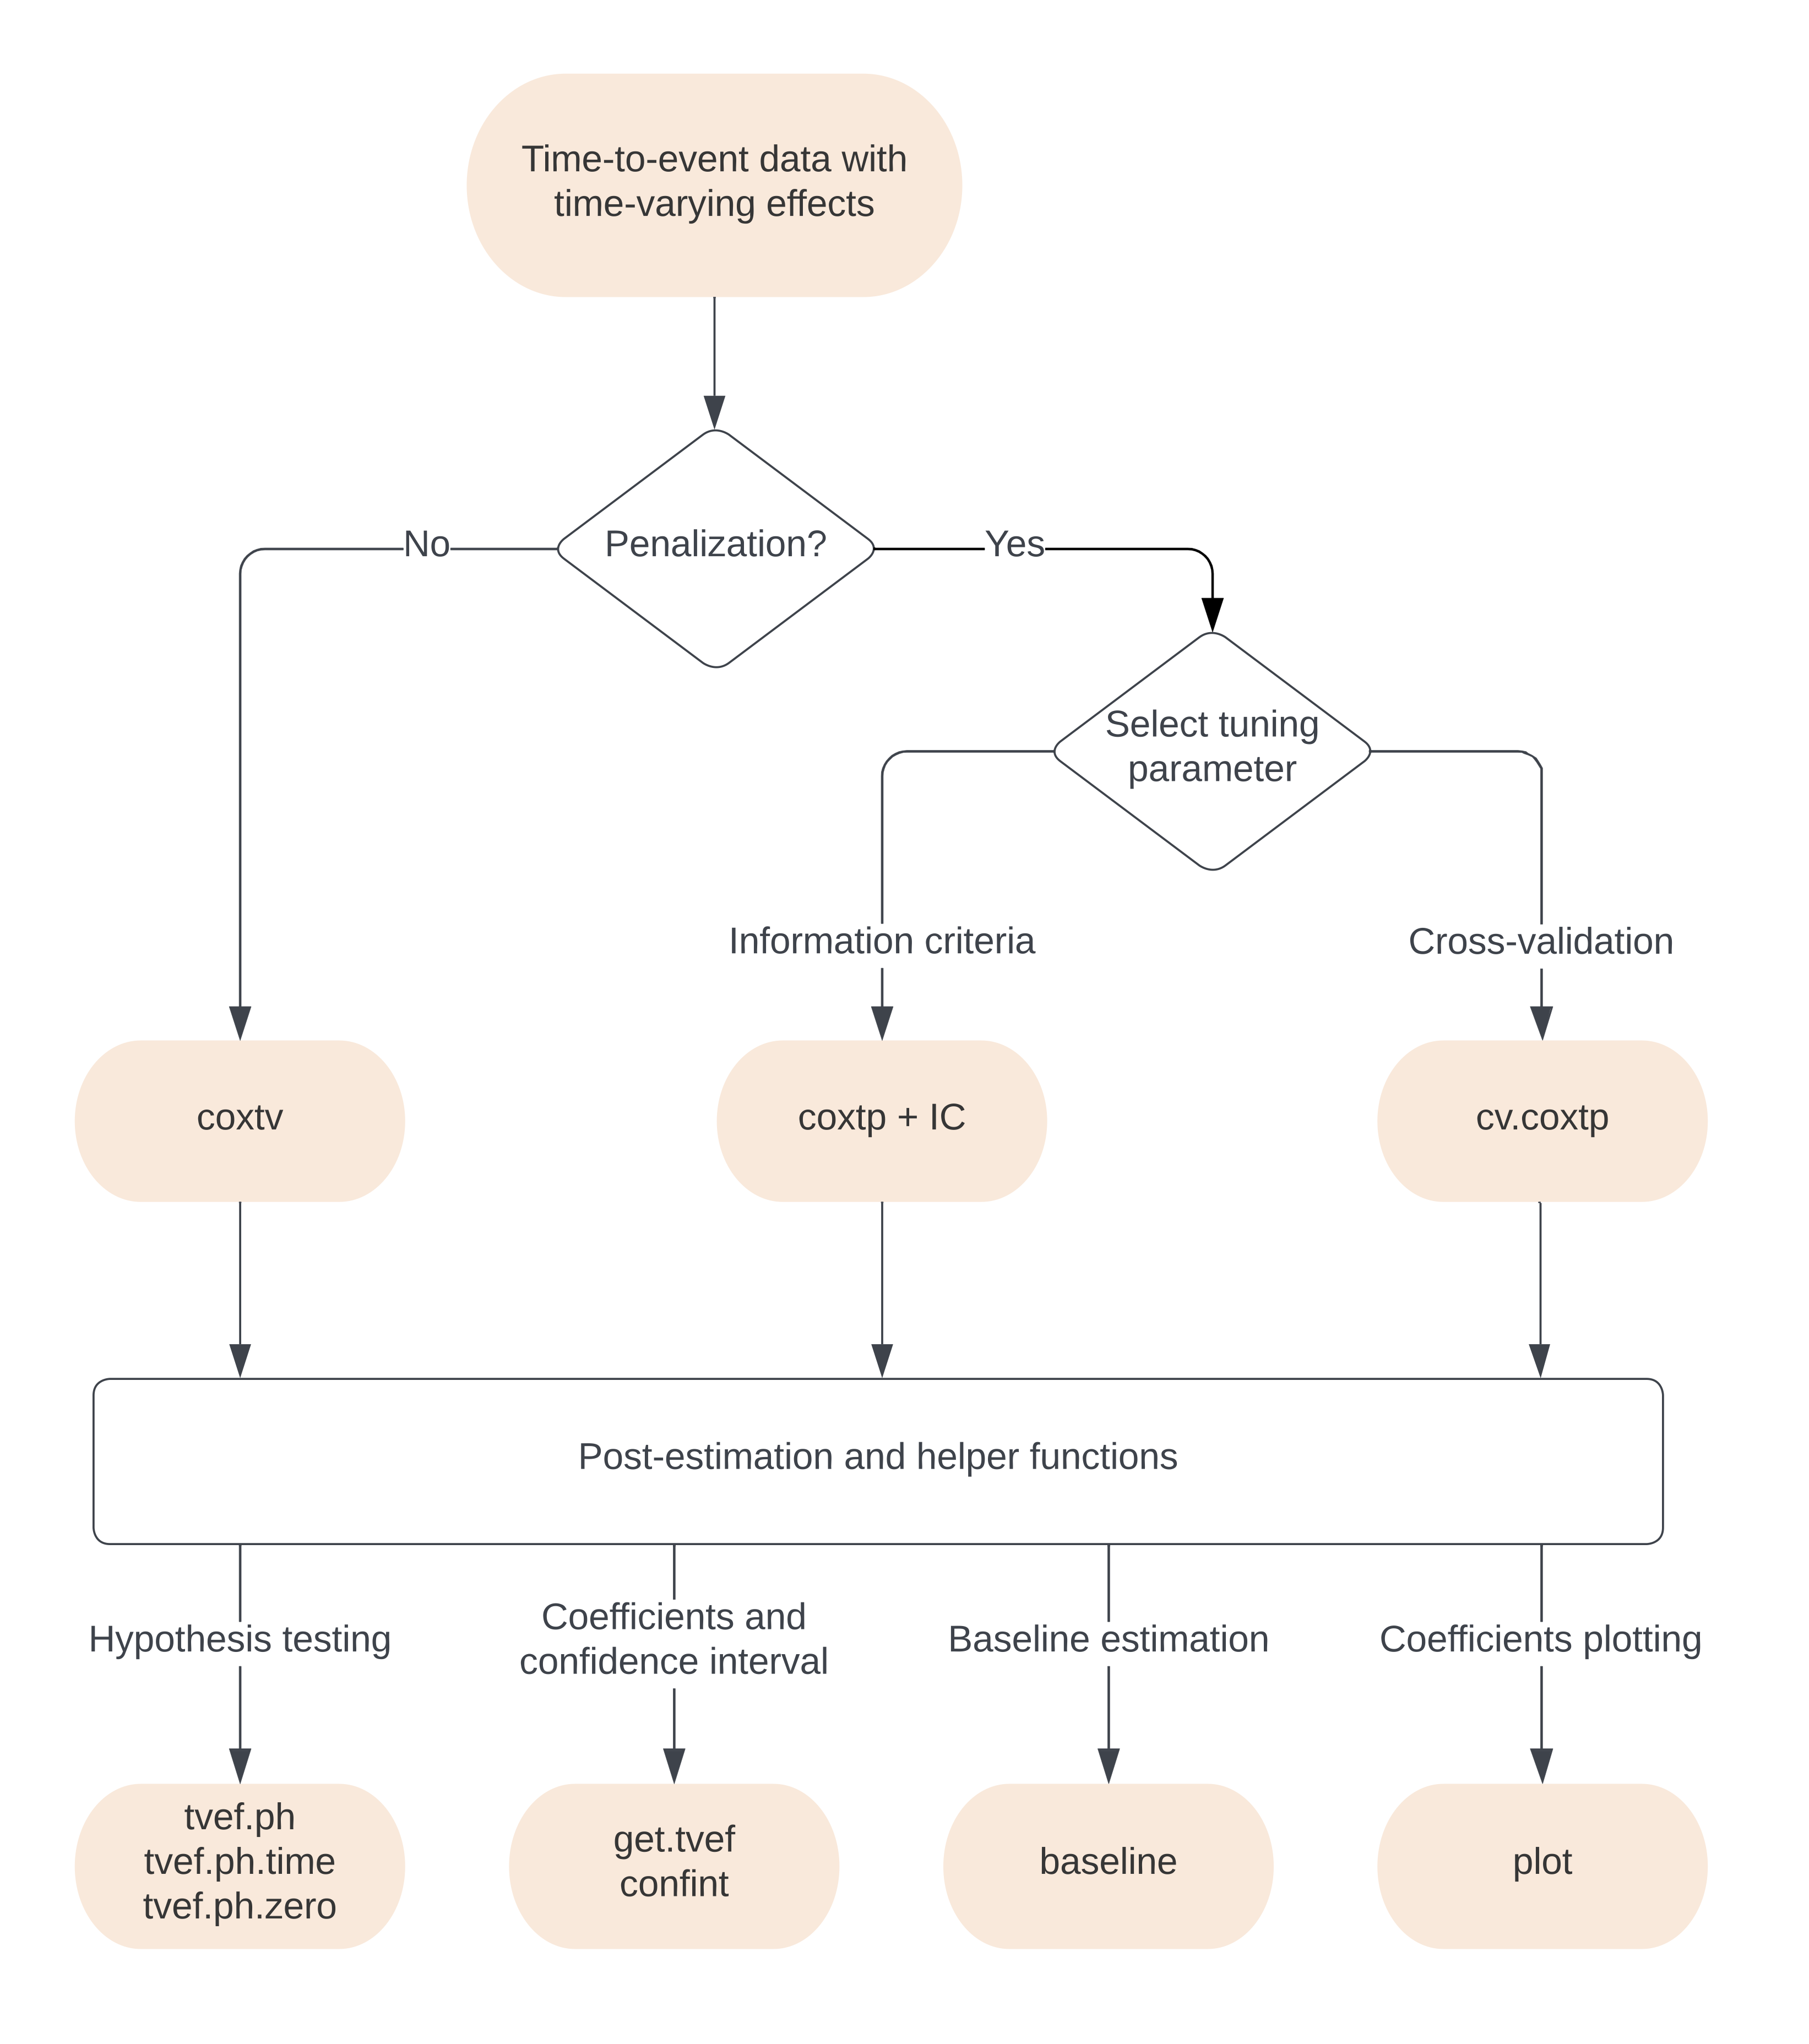 Time-to-event data with
time-varying effects
Penalization?
No
Yes
Select tuning
parameter
Information criteria
Cross-validation
coxtv
coxtp + IC
cv.coxtp
Post-estimation and helper functions
Hypothesis testing
Coefficients and
confidence interval
Baseline estimation
Coefficients plotting
tvef.ph
tvef.ph.time
tvef.ph.zero
get.tvef
confint
baseline
plot